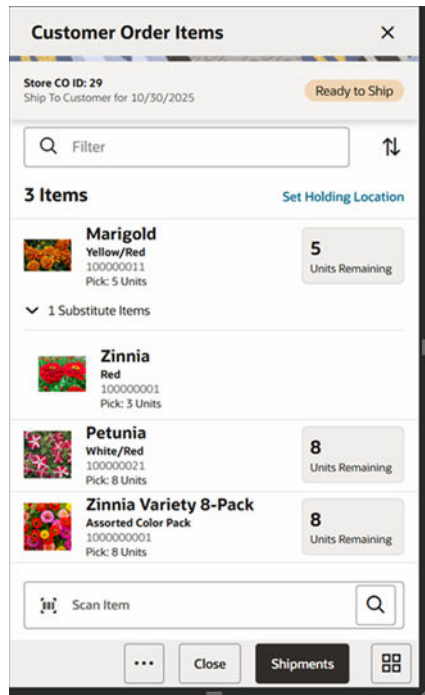 Customer Order Items
Store CO ID: 29
Ship To Customer for 10/30/2025
Ready to Ship
Filter
3 Items
Set Holding Location
Marigold
Yellow/Red
100000011
Pick: 5 Units
5
Units Remaining
1 Substitute Items
Zinnia
Red
100000001
Pick: 3 Units
Petunia
White/Red
100000021
Pick: 8 Units
8
Units Remaining
Zinnia Variety 8-Pack
Assorted Color Pack
1000000001
Pick: 8 Units
8
Units Remaining
Scan Item
Close
Shipments